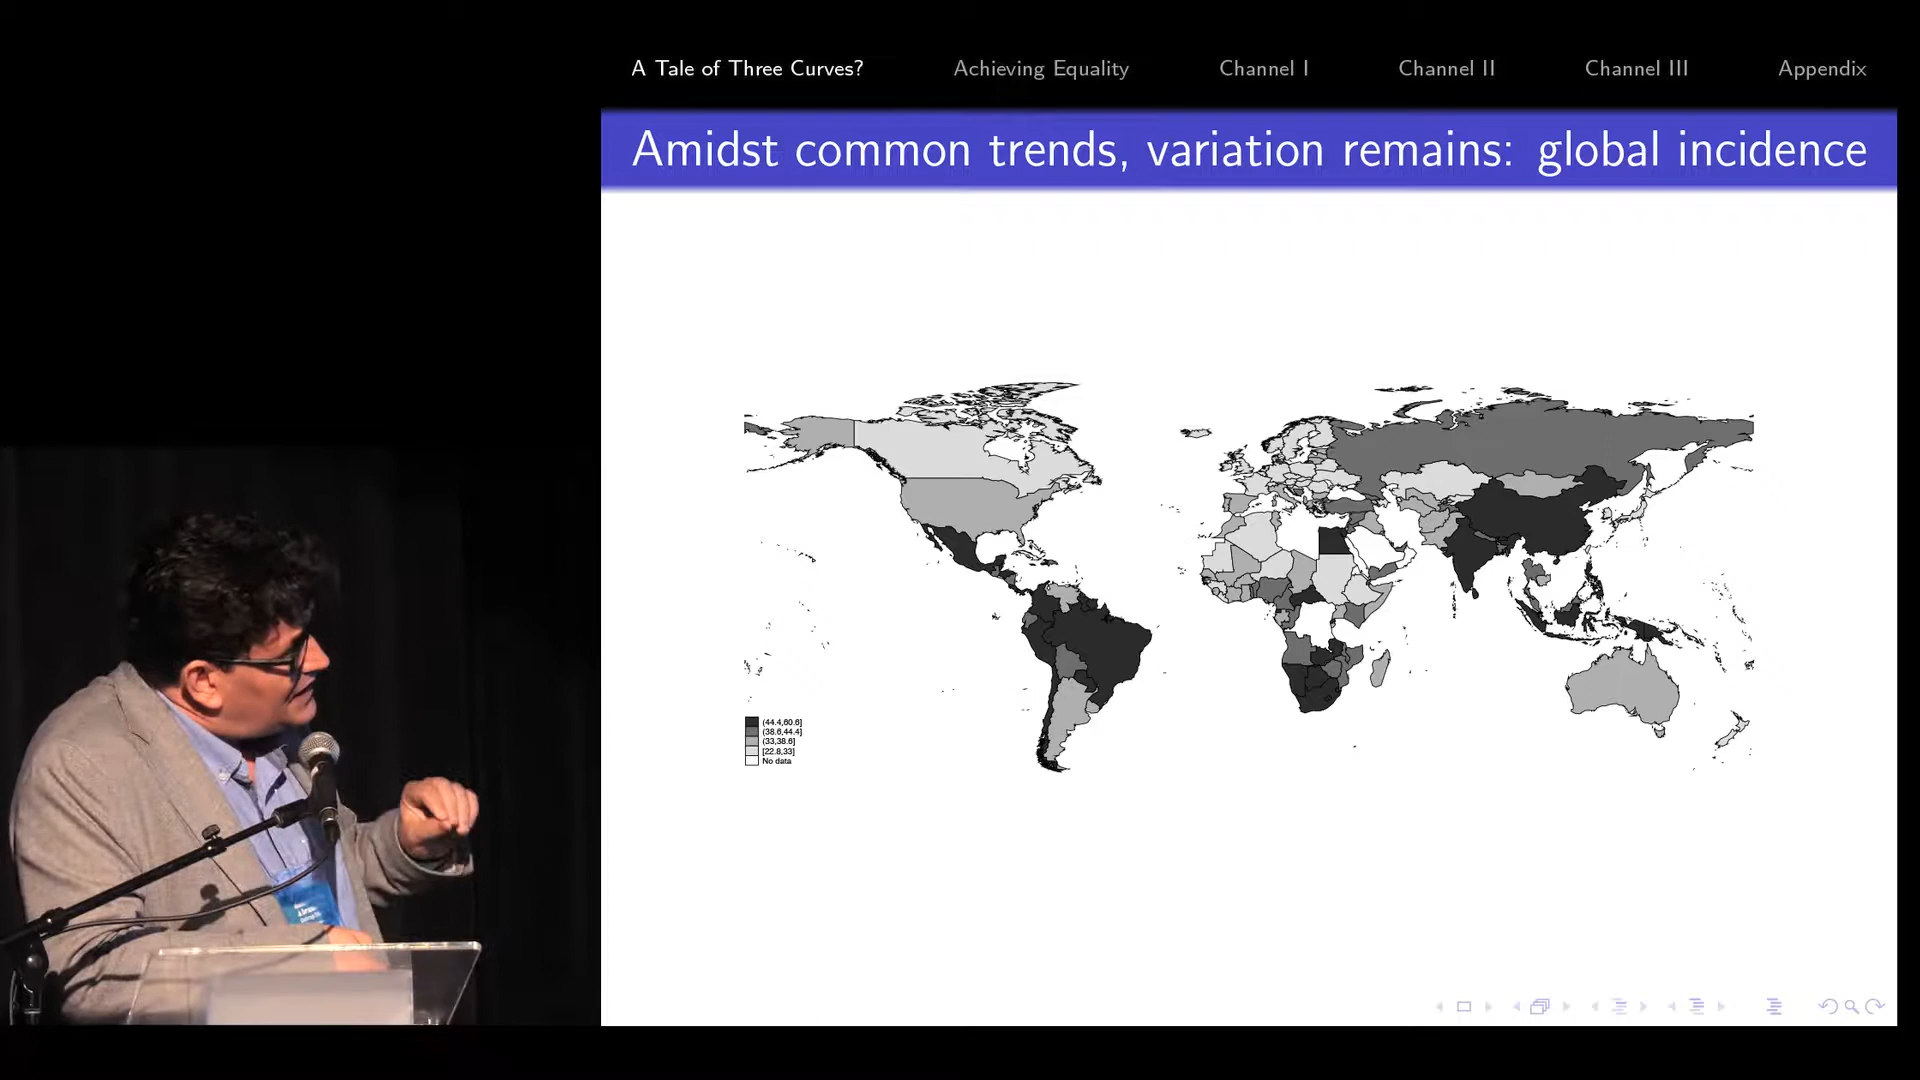 A Tale of Three Curves? Achieving Equality Channel I Channel II Channel III Appendix
Amidst common trends, variation remains: global incidence
(44.4,60.6]
(38.6,44.4]
(33,38.6]
[22.8,33]
No data